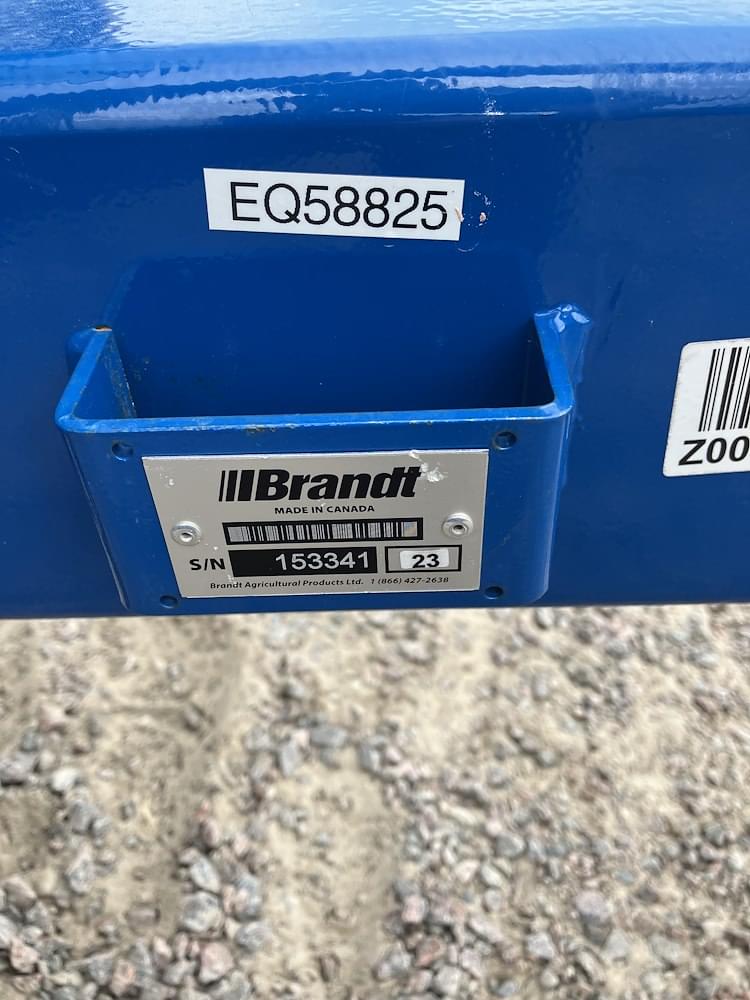 EQ58825
Brandt
MADE IN CANADA
S/N 153341 23
Brandt Agricultural Products Ltd. 1 (866) 427-2638
Z00